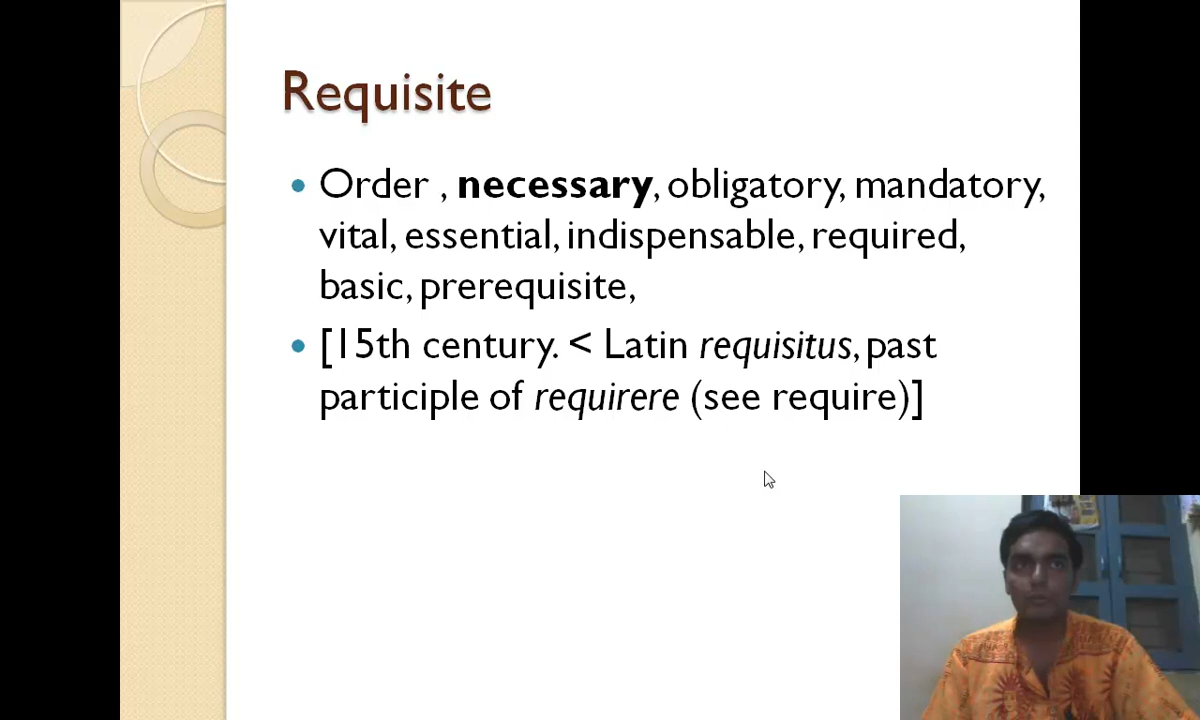 Requisite
Order , necessary, obligatory, mandatory,
vital, essential, indispensable, required,
basic, prerequisite,
[15th century. < Latin requisitus, past
participle of requirere (see require)]